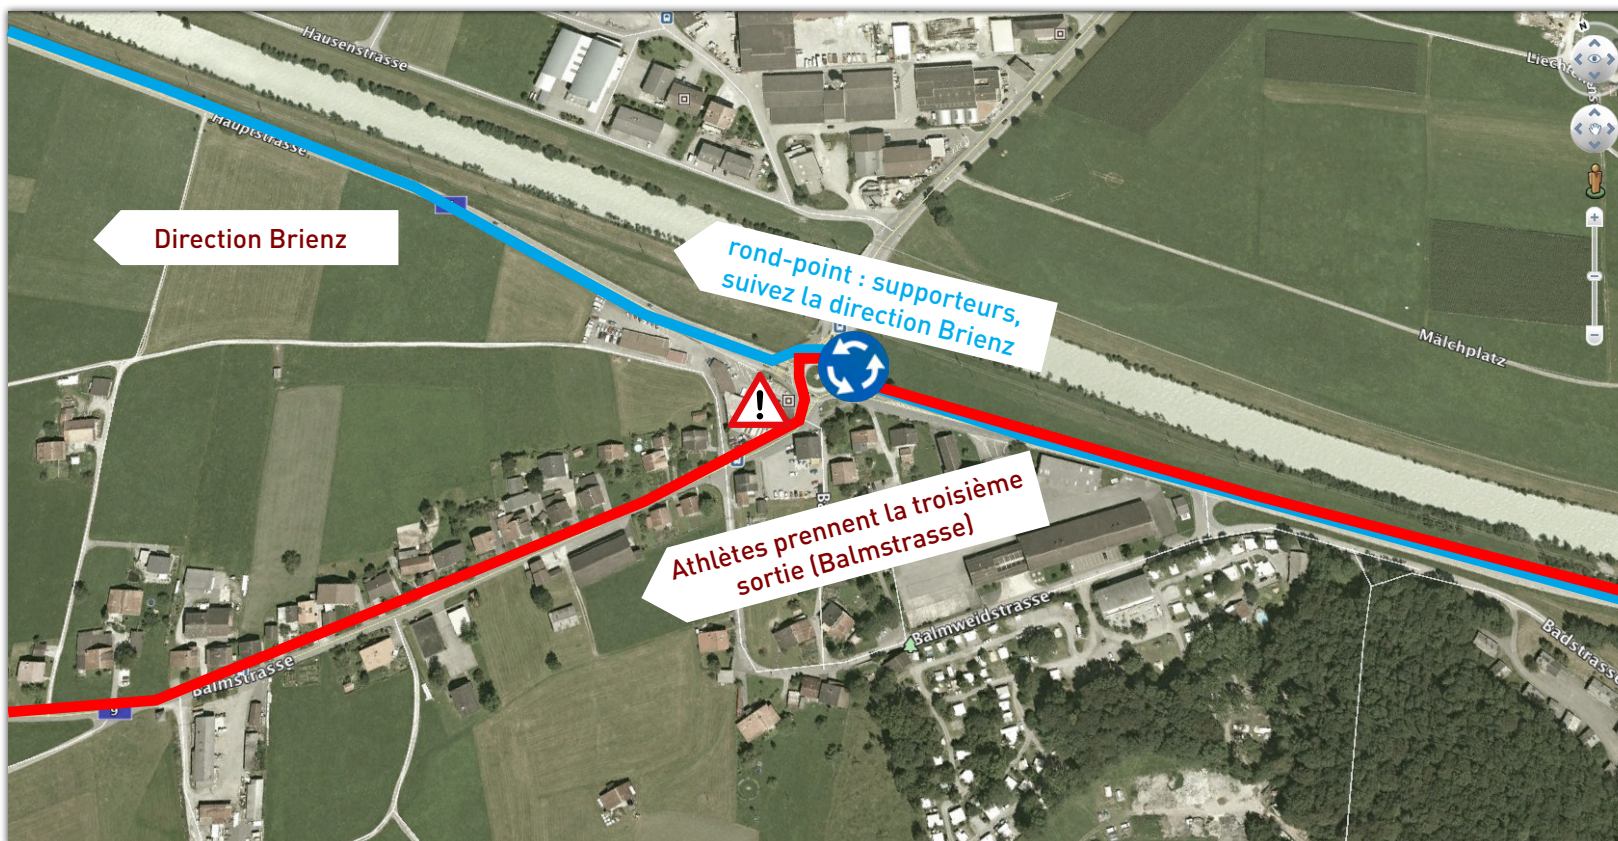 Hausenstrasse
Hauptstrasse
Direction Brienz
rond-point : supporteurs,
suivez la direction Brienz
Mälchplatz
!
Athlètes prennent la troisième
sortie (Balmstrasse)
Balmweidstrasse
Badstrasse
Balmstrasse
9
N